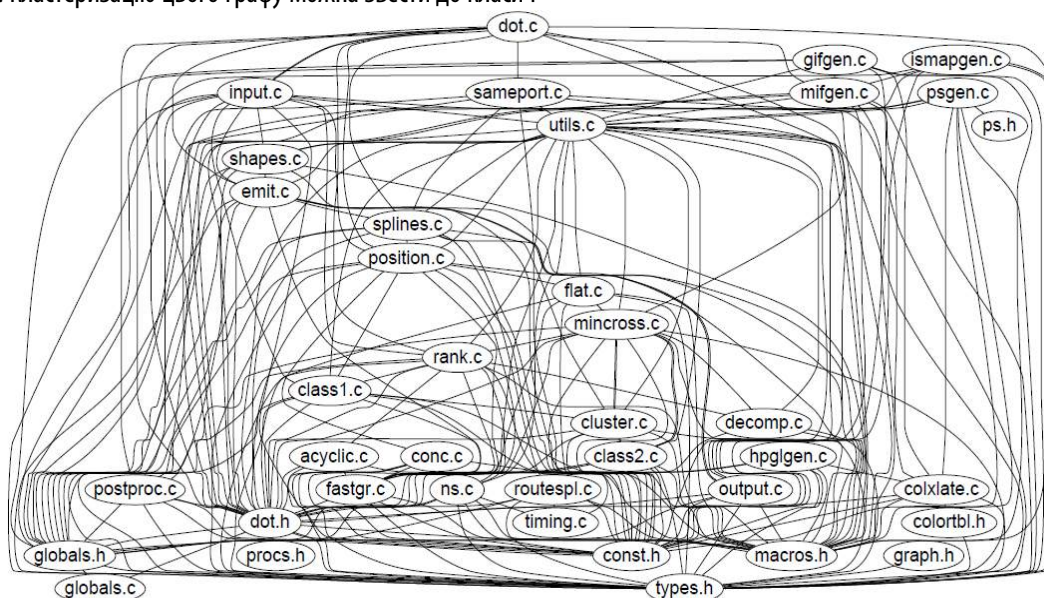 кластеризацію цього графу можна звести до
dot.c
gifgen.c ismapgen.c
input.c sameport.c mifgen.c psgen.c
utils.c ps.h
shapes.c
emit.c
splines.c
position.c
flat.c
mincross.c
rank.c
class1.c
cluster.c decomp.c
acyclic.c conc.c class2.c hpglgen.c
postproc.c fastgr.c ns.c routespl.c output.c colxlate.c
dot.h timing.c colortbl.h
globals.h procs.h const.h macros.h graph.h
globals.c types.h